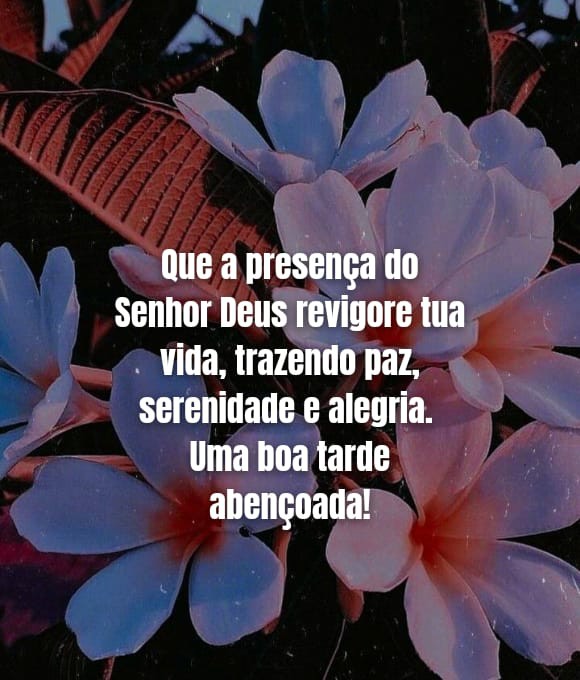 Que a presença do
Senhor Deus revigore tua
vida, trazendo paz,
serenidade e alegria.
Uma boa tarde
abençoada!